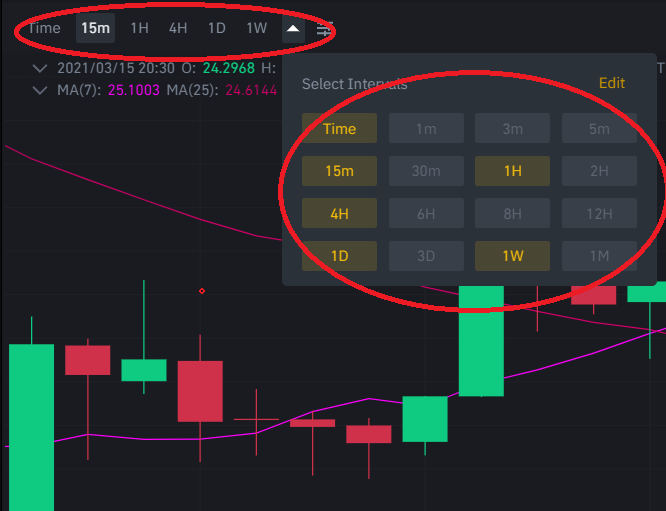 Time 15m 1H 4H 1D 1W
2021/03/15 20:30 O: 24.2968 H:
MA(7): 25.1003 MA(25): 24.6144
Select Intervals Edit
Time 1m 3m 5m
15m 30m 1H 2H
4H 6H 8H 12H
1D 3D 1W 1M